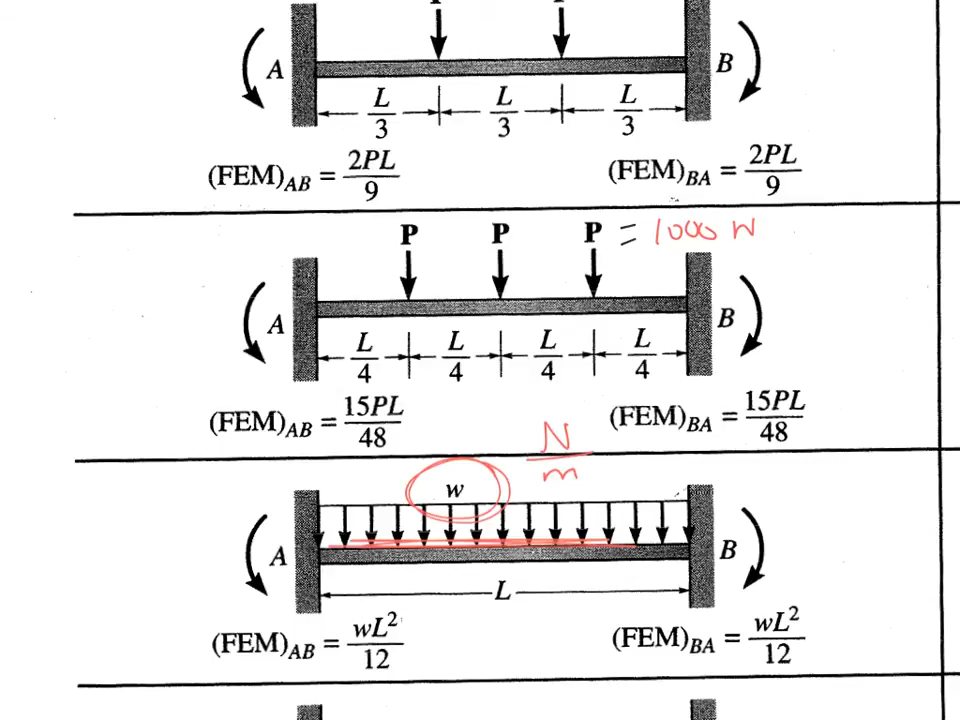 A B
L/3 L/3 L/3
(FEM)AB = 2PL/9 (FEM)BA = 2PL/9
P P P = 1000 N
A B
L/4 L/4 L/4 L/4
(FEM)AB = 15PL/48 (FEM)BA = 15PL/48
N/m
w
A B
L
(FEM)AB = wL²/12 (FEM)BA = wL²/12